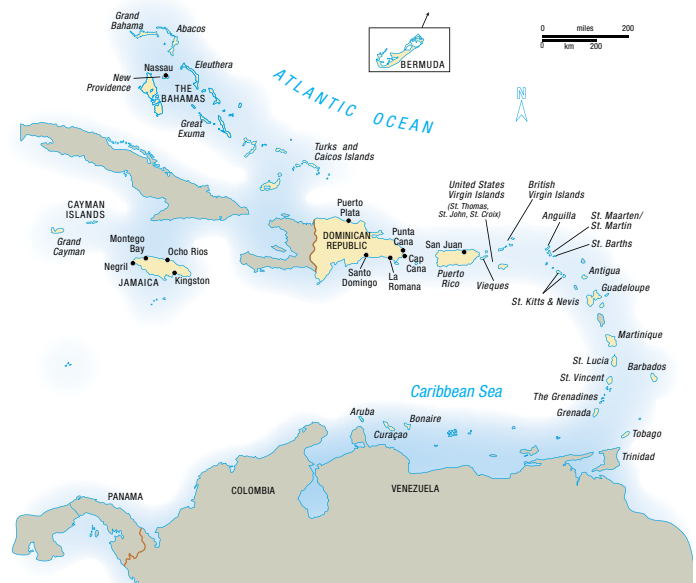 Grand
Bahama
Abacos
Nassau
Eleuthera
New
Providence
THE
BAHAMAS
Great
Exuma
BERMUDA
0 miles 200
0 km 200
N
ATLANTIC OCEAN
Turks and
Caicos Islands
CAYMAN
ISLANDS
Grand
Cayman
Montego
Bay
Ocho Rios
Negril
JAMAICA
Kingston
Puerto
Plata
DOMINICAN
REPUBLIC
Punta
Cana
Cap
Cana
Santo
Domingo
La
Romana
San Juan
Puerto
Rico
Vieques
United States
Virgin Islands
(St. Thomas,
St. John, St. Croix)
British
Virgin Islands
Anguilla
St. Maarten/
St. Martin
St. Barths
Antigua
St. Kitts & Nevis
Guadeloupe
Martinique
St. Lucia
Barbados
St. Vincent
The Grenadines
Grenada
Tobago
Trinidad
Caribbean Sea
Aruba
Bonaire
Curaçao
PANAMA
COLOMBIA
VENEZUELA